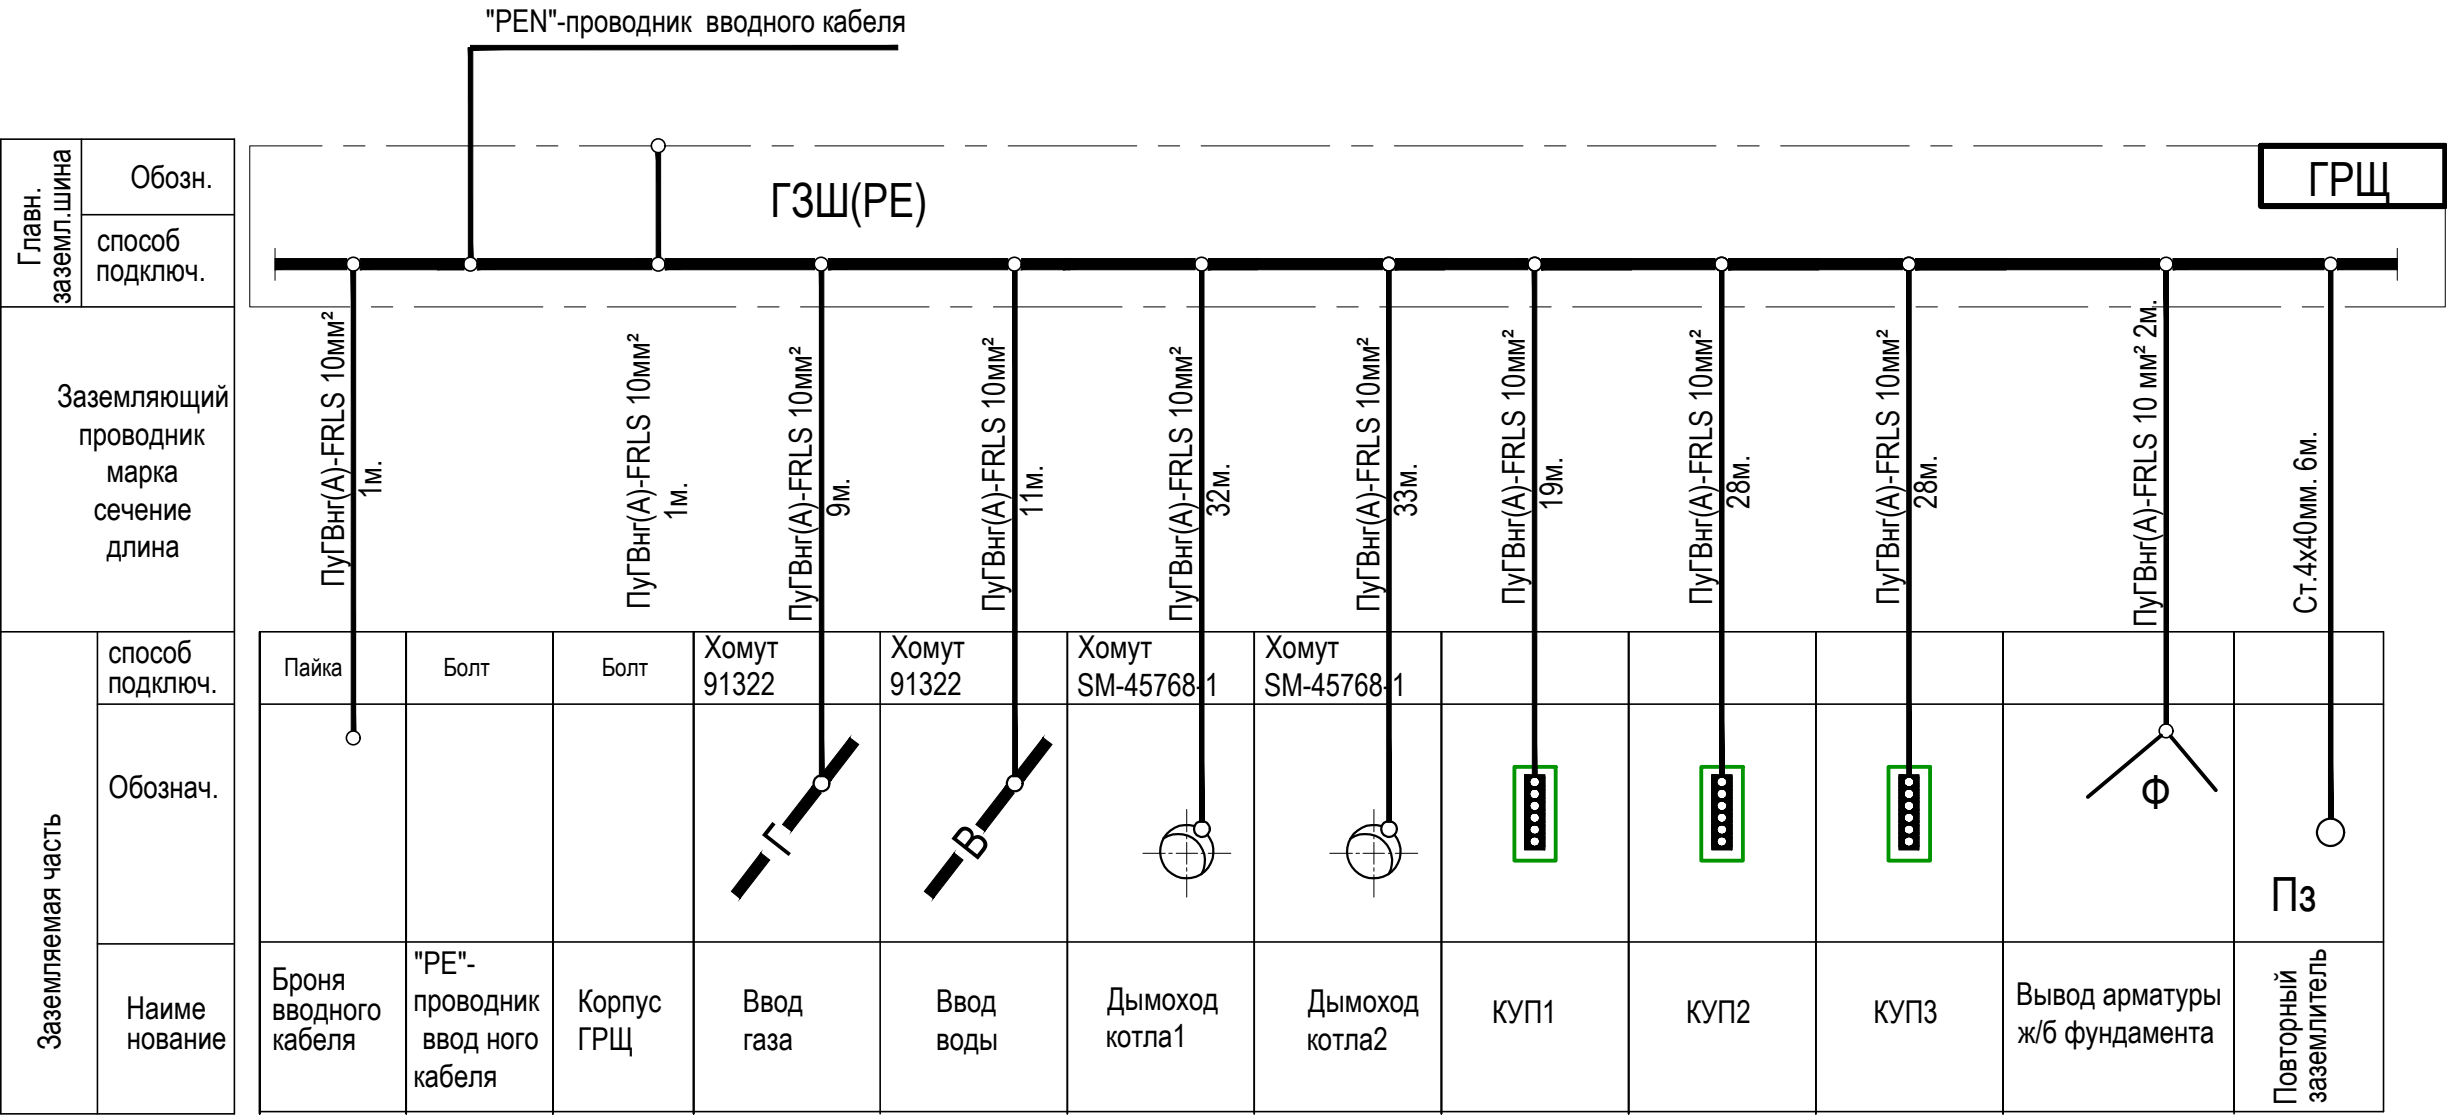 "PEN"-проводник вводного кабеля
Главн.
заземл.шина
Обозн.
ГЗШ(PE)
ГРЩ
способ
подключ.
Заземляющий
проводник
марка
сечение
длина
ПуГВнг(А)-FRLS 10мм²
1м.
ПуГВнг(А)-FRLS 10мм²
1м.
ПуГВнг(А)-FRLS 10мм²
9м.
ПуГВнг(А)-FRLS 10мм²
11м.
ПуГВнг(А)-FRLS 10мм²
32м.
ПуГВнг(А)-FRLS 10мм²
33м.
ПуГВнг(А)-FRLS 10мм²
19м.
ПуГВнг(А)-FRLS 10мм²
28м.
ПуГВнг(А)-FRLS 10мм²
28м.
ПуГВнг(А)-FRLS 10 мм² 2м.
Ст.4х40мм. 6м.
Заземляемая часть
способ
подключ.
Пайка
Болт
Болт
Хомут
91322
Хомут
91322
Хомут
SM-45768-1
Хомут
SM-45768-1
Обознач.
Г
В
Ф
Пз
Наиме
нование
Броня
вводного
кабеля
"PE"-
проводник
ввод ного
кабеля
Корпус
ГРЩ
Ввод
газа
Ввод
воды
Дымоход
котла1
Дымоход
котла2
КУП1
КУП2
КУП3
Вывод арматуры
ж/б фундамента
Повторный
заземлитель